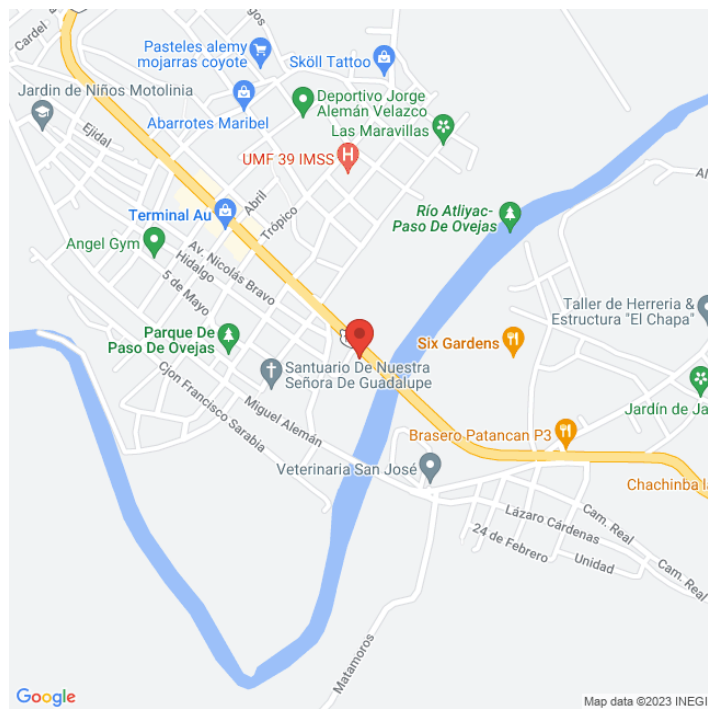 Cardel
Pasteles alemy
mojarras coyote
Sköll Tattoo
Jardin de Niños Motolinia
Deportivo Jorge
Alemán Velazco
Abarrotes Maribel
Las Maravillas
Ejidal
UMF 39 IMSS
Abril
Trópico
Terminal Au
Río Atliyac-
Paso De Ovejas
Angel Gym
Av. Nicolás Bravo
Hidalgo
5 de Mayo
Taller de Herreria &
Estructura "El Chapa"
Parque De
Paso De Ovejas
Six Gardens
Santuario De Nuestra
Señora De Guadalupe
Cjon Francisco Sarabia
Miguel Alemán
Jardín de Ja
Brasero Patancan P3
Veterinaria San José
Chachinba la
Lázaro Cárdenas
Cam. Real
24 de Febrero
Unidad
Cam. Real
Matamoros
Google
Map data ©2023 INEGI